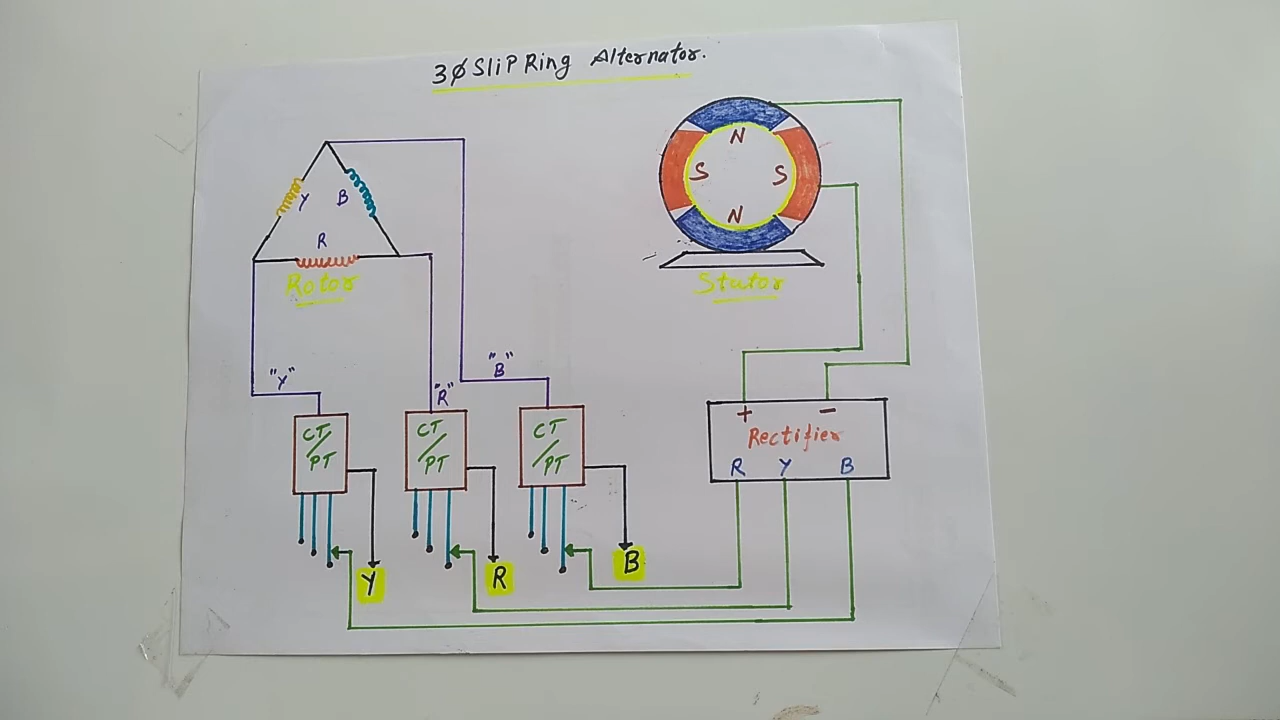 3Ø SLiP Ring Alternator.
N
S S
N
Y B
R
Rotor
Stator
"Y"
"R"
"B"
CT/PT
CT/PT
CT/PT
+ −
Rectifier
R Y B
Y
R
B